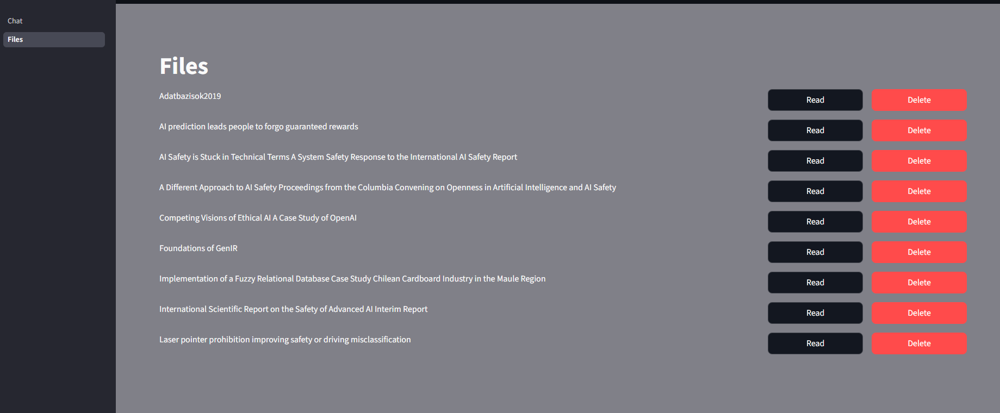 Chat
Files
Files
Adatbazisok2019 Read Delete
AI prediction leads people to forgo guaranteed rewards Read Delete
AI Safety is Stuck in Technical Terms A System Safety Response to the International AI Safety Report Read Delete
A Different Approach to AI Safety Proceedings from the Columbia Convening on Openness in Artificial Intelligence and AI Safety Read Delete
Competing Visions of Ethical AI A Case Study of OpenAI Read Delete
Foundations of GenIR Read Delete
Implementation of a Fuzzy Relational Database Case Study Chilean Cardboard Industry in the Maule Region Read Delete
International Scientific Report on the Safety of Advanced AI Interim Report Read Delete
Laser pointer prohibition improving safety or driving misclassification Read Delete